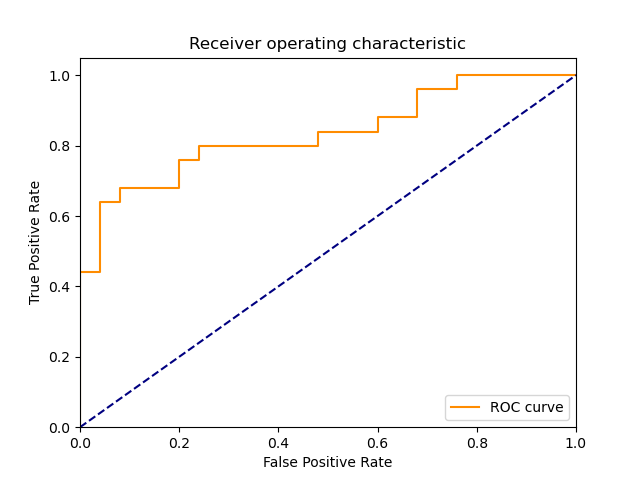 Receiver operating characteristic
1.0
0.8
0.6
0.4
0.2
0.0
True Positive Rate
ROC curve
0.0 0.2 0.4 0.6 0.8 1.0
False Positive Rate